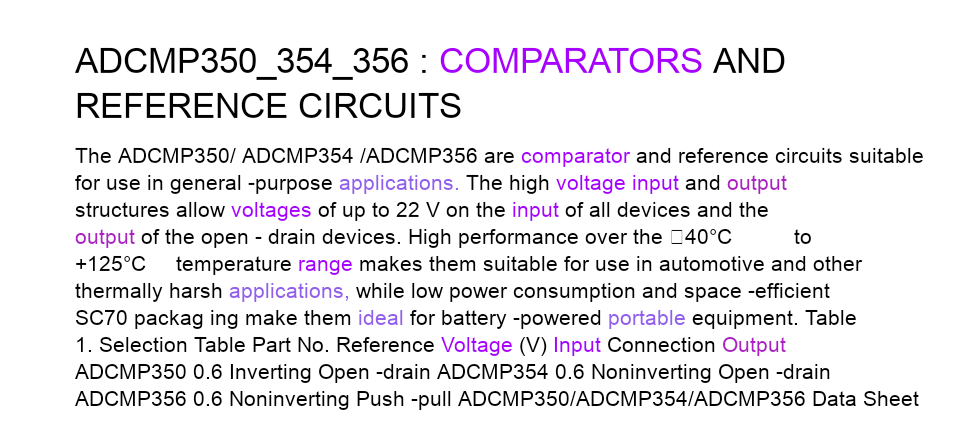 ADCMP350_354_356 : COMPARATORS AND
REFERENCE CIRCUITS
The ADCMP350/ ADCMP354 /ADCMP356 are comparator and reference circuits suitable
for use in general -purpose applications. The high voltage input and output
structures allow voltages of up to 22 V on the input of all devices and the
output of the open - drain devices. High performance over the □40°C to
+125°C temperature range makes them suitable for use in automotive and other
thermally harsh applications, while low power consumption and space -efficient
SC70 packag ing make them ideal for battery -powered portable equipment. Table
1. Selection Table Part No. Reference Voltage (V) Input Connection Output
ADCMP350 0.6 Inverting Open -drain ADCMP354 0.6 Noninverting Open -drain
ADCMP356 0.6 Noninverting Push -pull ADCMP350/ADCMP354/ADCMP356 Data Sheet